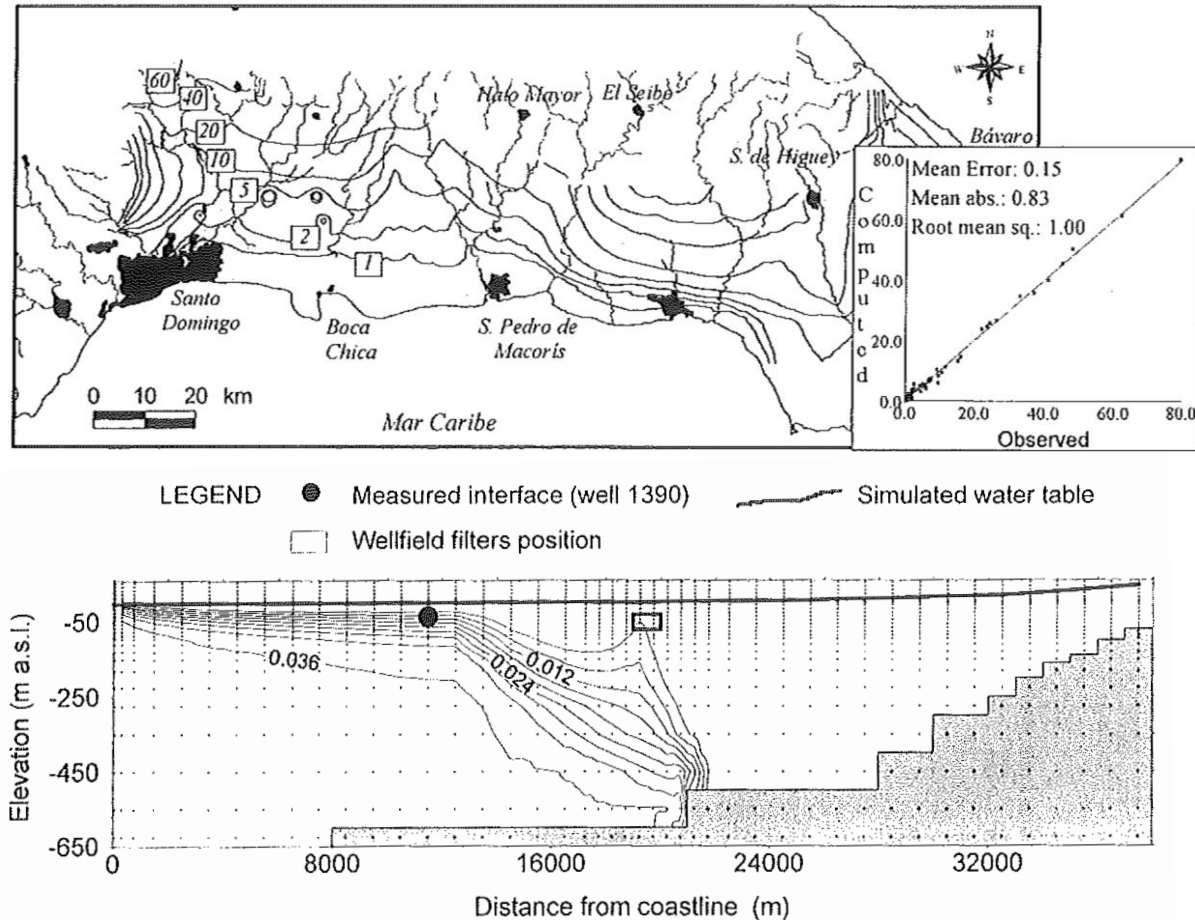 N
W E
S
60
40
20
10
5
2
1
Hato Mayor
El Seibo
S. de Higuey
Bávaro
Santo
Domingo
Boca
Chica
S. Pedro de
Macorís
0 10 20 km
Mar Caribe
Mean Error: 0.15
Mean abs.: 0.83
Root mean sq.: 1.00
Computed
80.0
60.0
40.0
20.0
0.0
0.0 20.0 40.0 60.0 80.0
Observed
LEGEND Measured interface (well 1390) Simulated water table
Wellfield filters position
Elevation (m a.s.l.)
-50
-250
-450
-650
0.036
0.012
0.024
0 8000 16000 24000 32000
Distance from coastline (m)